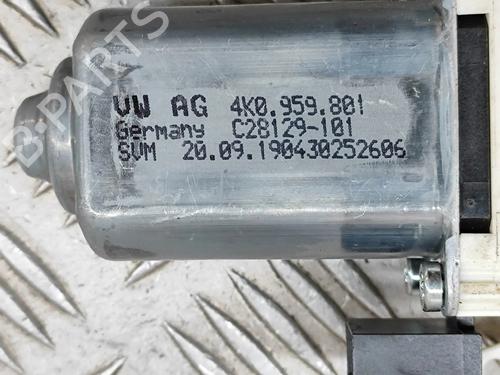 B-PARTS
VW AG 4K0.959.801
Germany C28129-101
SVM 20.09.190430252606